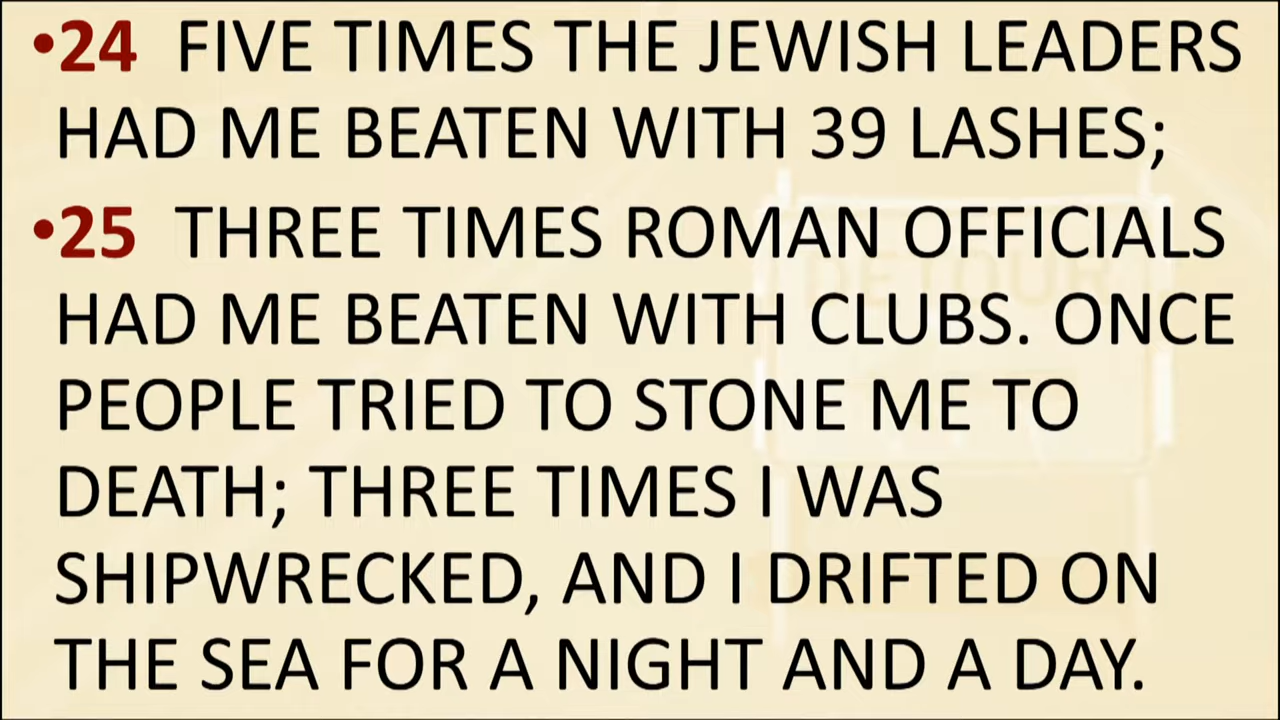 •24 FIVE TIMES THE JEWISH LEADERS
HAD ME BEATEN WITH 39 LASHES;
•25 THREE TIMES ROMAN OFFICIALS
HAD ME BEATEN WITH CLUBS. ONCE
PEOPLE TRIED TO STONE ME TO
DEATH; THREE TIMES I WAS
SHIPWRECKED, AND I DRIFTED ON
THE SEA FOR A NIGHT AND A DAY.
DETOUR